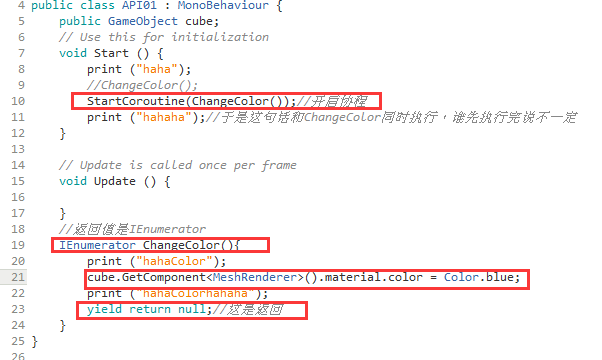 4 public class API01 : MonoBehaviour {
5 public GameObject cube;
6 // Use this for initialization
7 void Start () {
8 print ("haha");
9 //ChangeColor();
10 StartCoroutine(ChangeColor());//开启协程
11 print ("hahaha");//于是这句话和ChangeColor同时执行，谁先执行完说不一定
12 }
13
14 // Update is called once per frame
15 void Update () {
16
17 }
18 //返回值是IEnumerator
19 IEnumerator ChangeColor(){
20 print ("hahaColor");
21 cube.GetComponent<MeshRenderer>().material.color = Color.blue;
22 print ("hahaColorhahaha");
23 yield return null;//这是返回
24 }
25 }
26